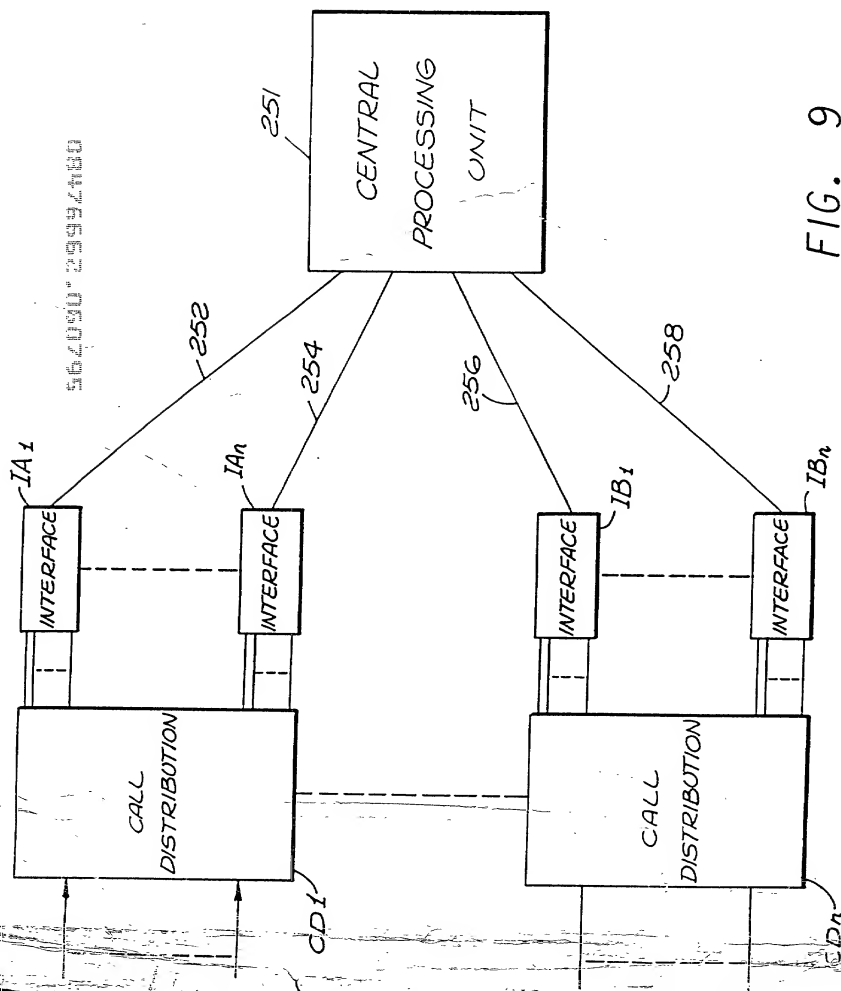 IA1
252
251
INTERFACE
CENTRAL
PROCESSING
UNIT
CALL
DISTRIBUTION
254
IAn
INTERFACE
CD1
256
IB1
INTERFACE
258
CALL
DISTRIBUTION
IBn
INTERFACE
CDn
FIG. 9